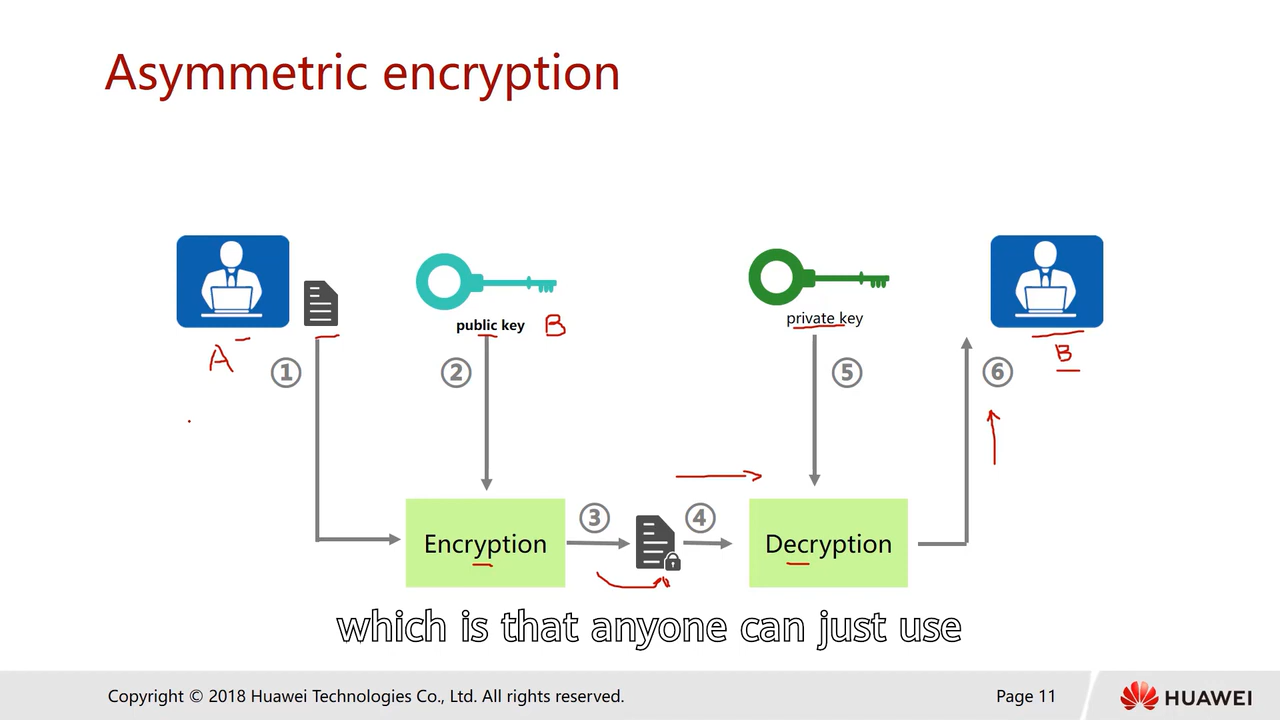 Asymmetric encryption
public key B
private key
A
B
①
②
⑤
⑥
③
④
Encryption
Decryption
which is that anyone can just use
Copyright © 2018 Huawei Technologies Co., Ltd. All rights reserved.
Page 11
HUAWEI